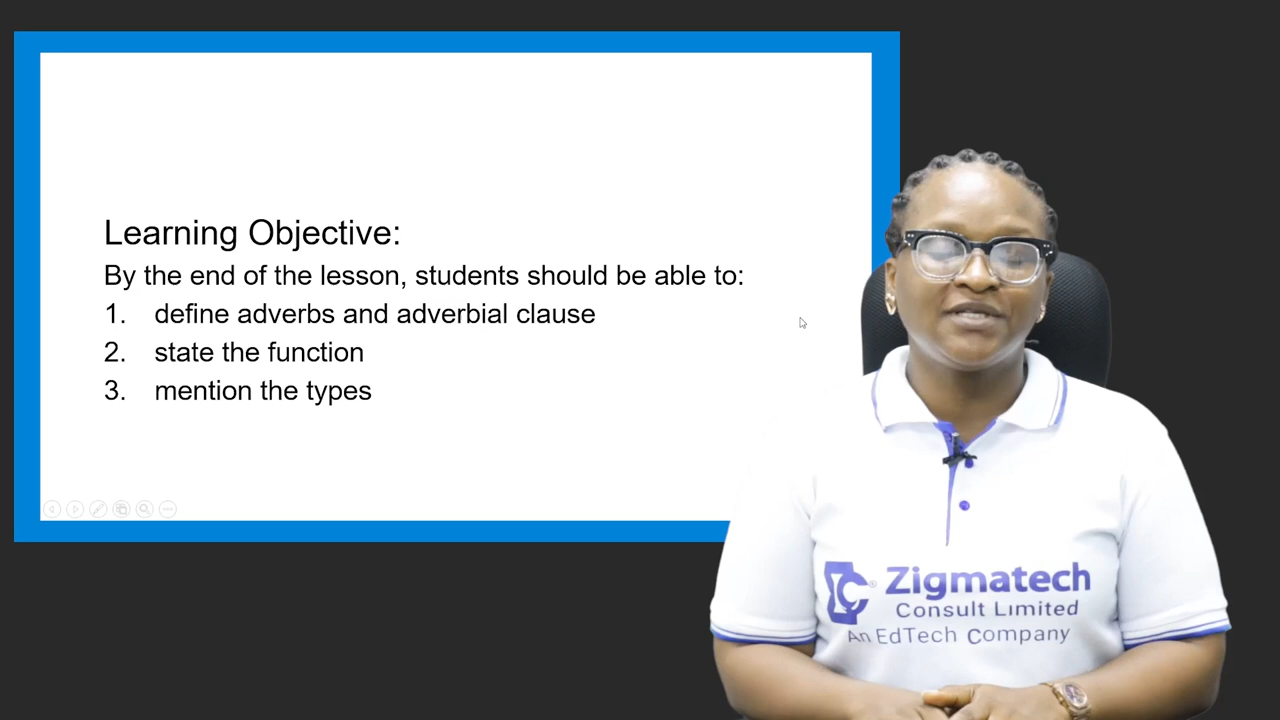 Learning Objective:
By the end of the lesson, students should be able to:
1. define adverbs and adverbial clause
2. state the function
3. mention the types
Zigmatech
Consult Limited
An EdTech Company